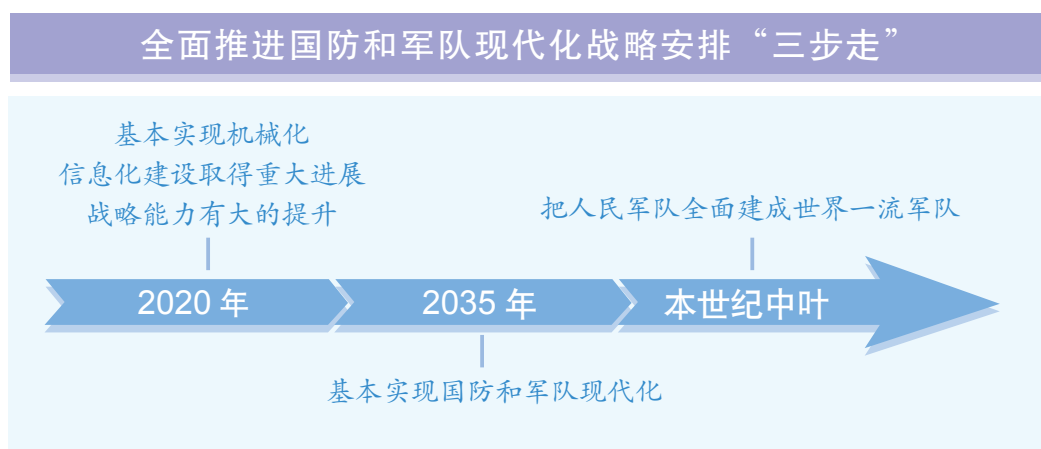 全面推进国防和军队现代化战略安排“三步走”
基本实现机械化
信息化建设取得重大进展
战略能力有大的提升
把人民军队全面建成世界一流军队
2020 年
2035 年
本世纪中叶
基本实现国防和军队现代化